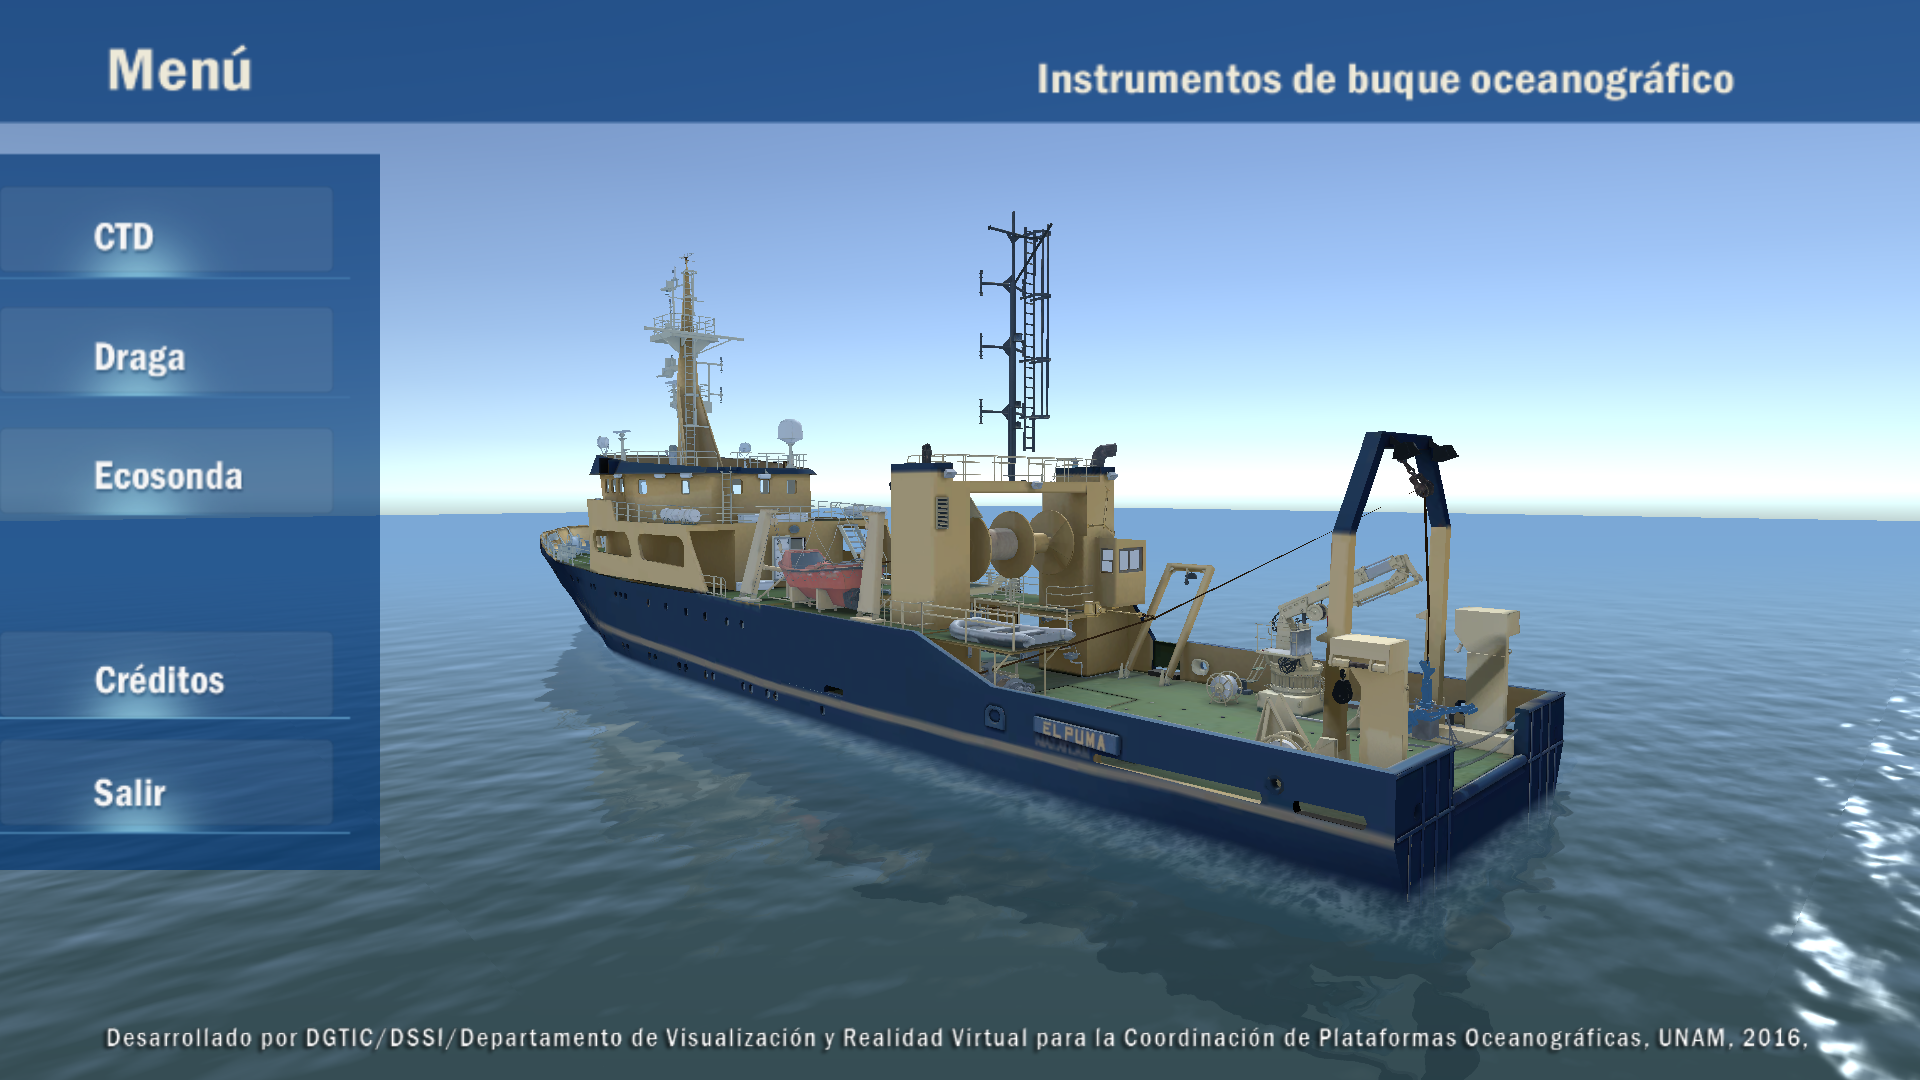 Menú
Instrumentos de buque oceanográfico
CTD
Draga
Ecosonda
Créditos
Salir
EL PUMA
Desarrollado por DGTIC/DSSI/Departamento de Visualización y Realidad Virtual para la Coordinación de Plataformas Oceanográficas, UNAM, 2016,